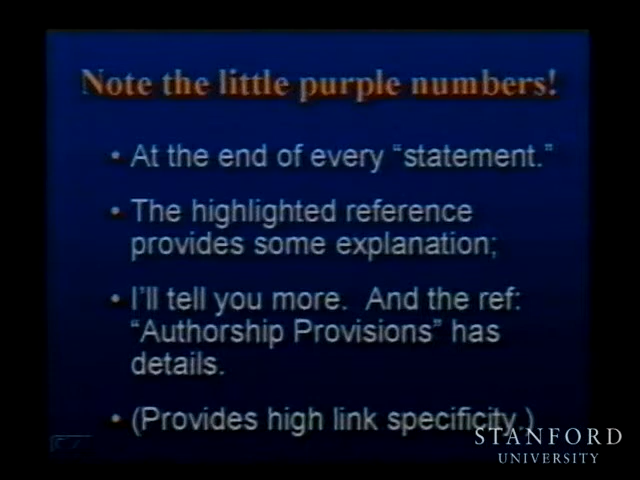 Note the little purple numbers!
• At the end of every “statement.”
• The highlighted reference
provides some explanation;
• I'll tell you more. And the ref:
“Authorship Provisions” has
details.
• (Provides high link specificity.)
STANFORD
UNIVERSITY